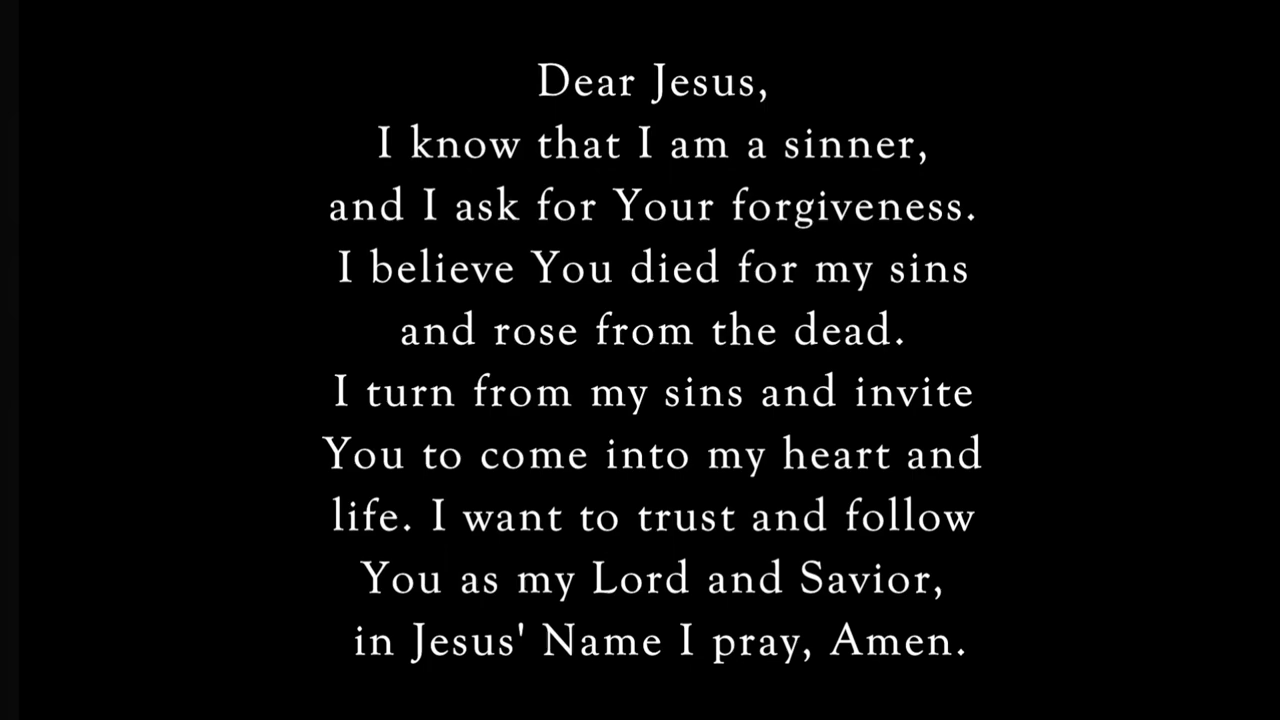 Dear Jesus,
I know that I am a sinner,
and I ask for Your forgiveness.
I believe You died for my sins
and rose from the dead.
I turn from my sins and invite
You to come into my heart and
life. I want to trust and follow
You as my Lord and Savior,
in Jesus' Name I pray, Amen.